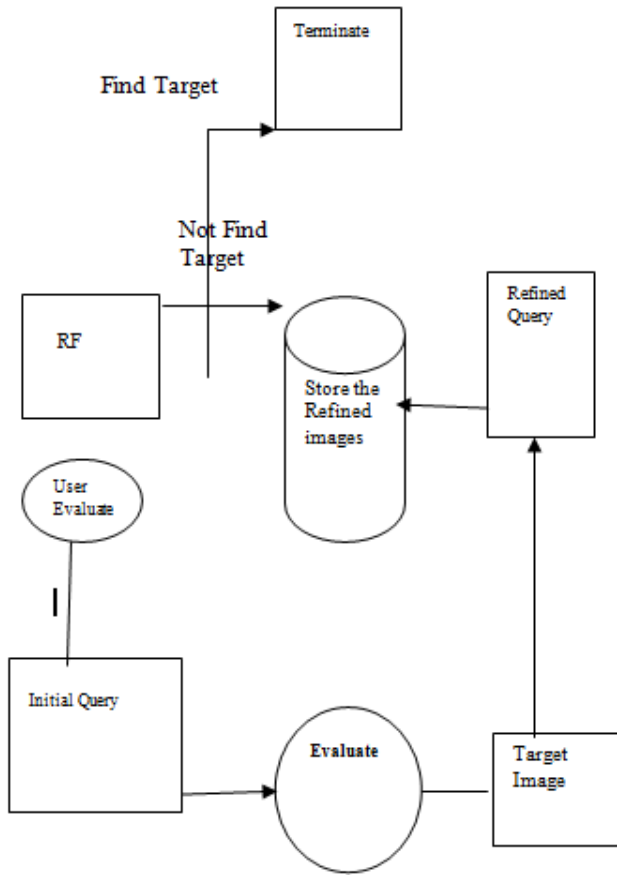 Terminate
Find Target
Not Find
Target
RF
Refined
Query
Store the
Refined
images
User
Evaluate
Initial Query
Evaluate
Target
Image